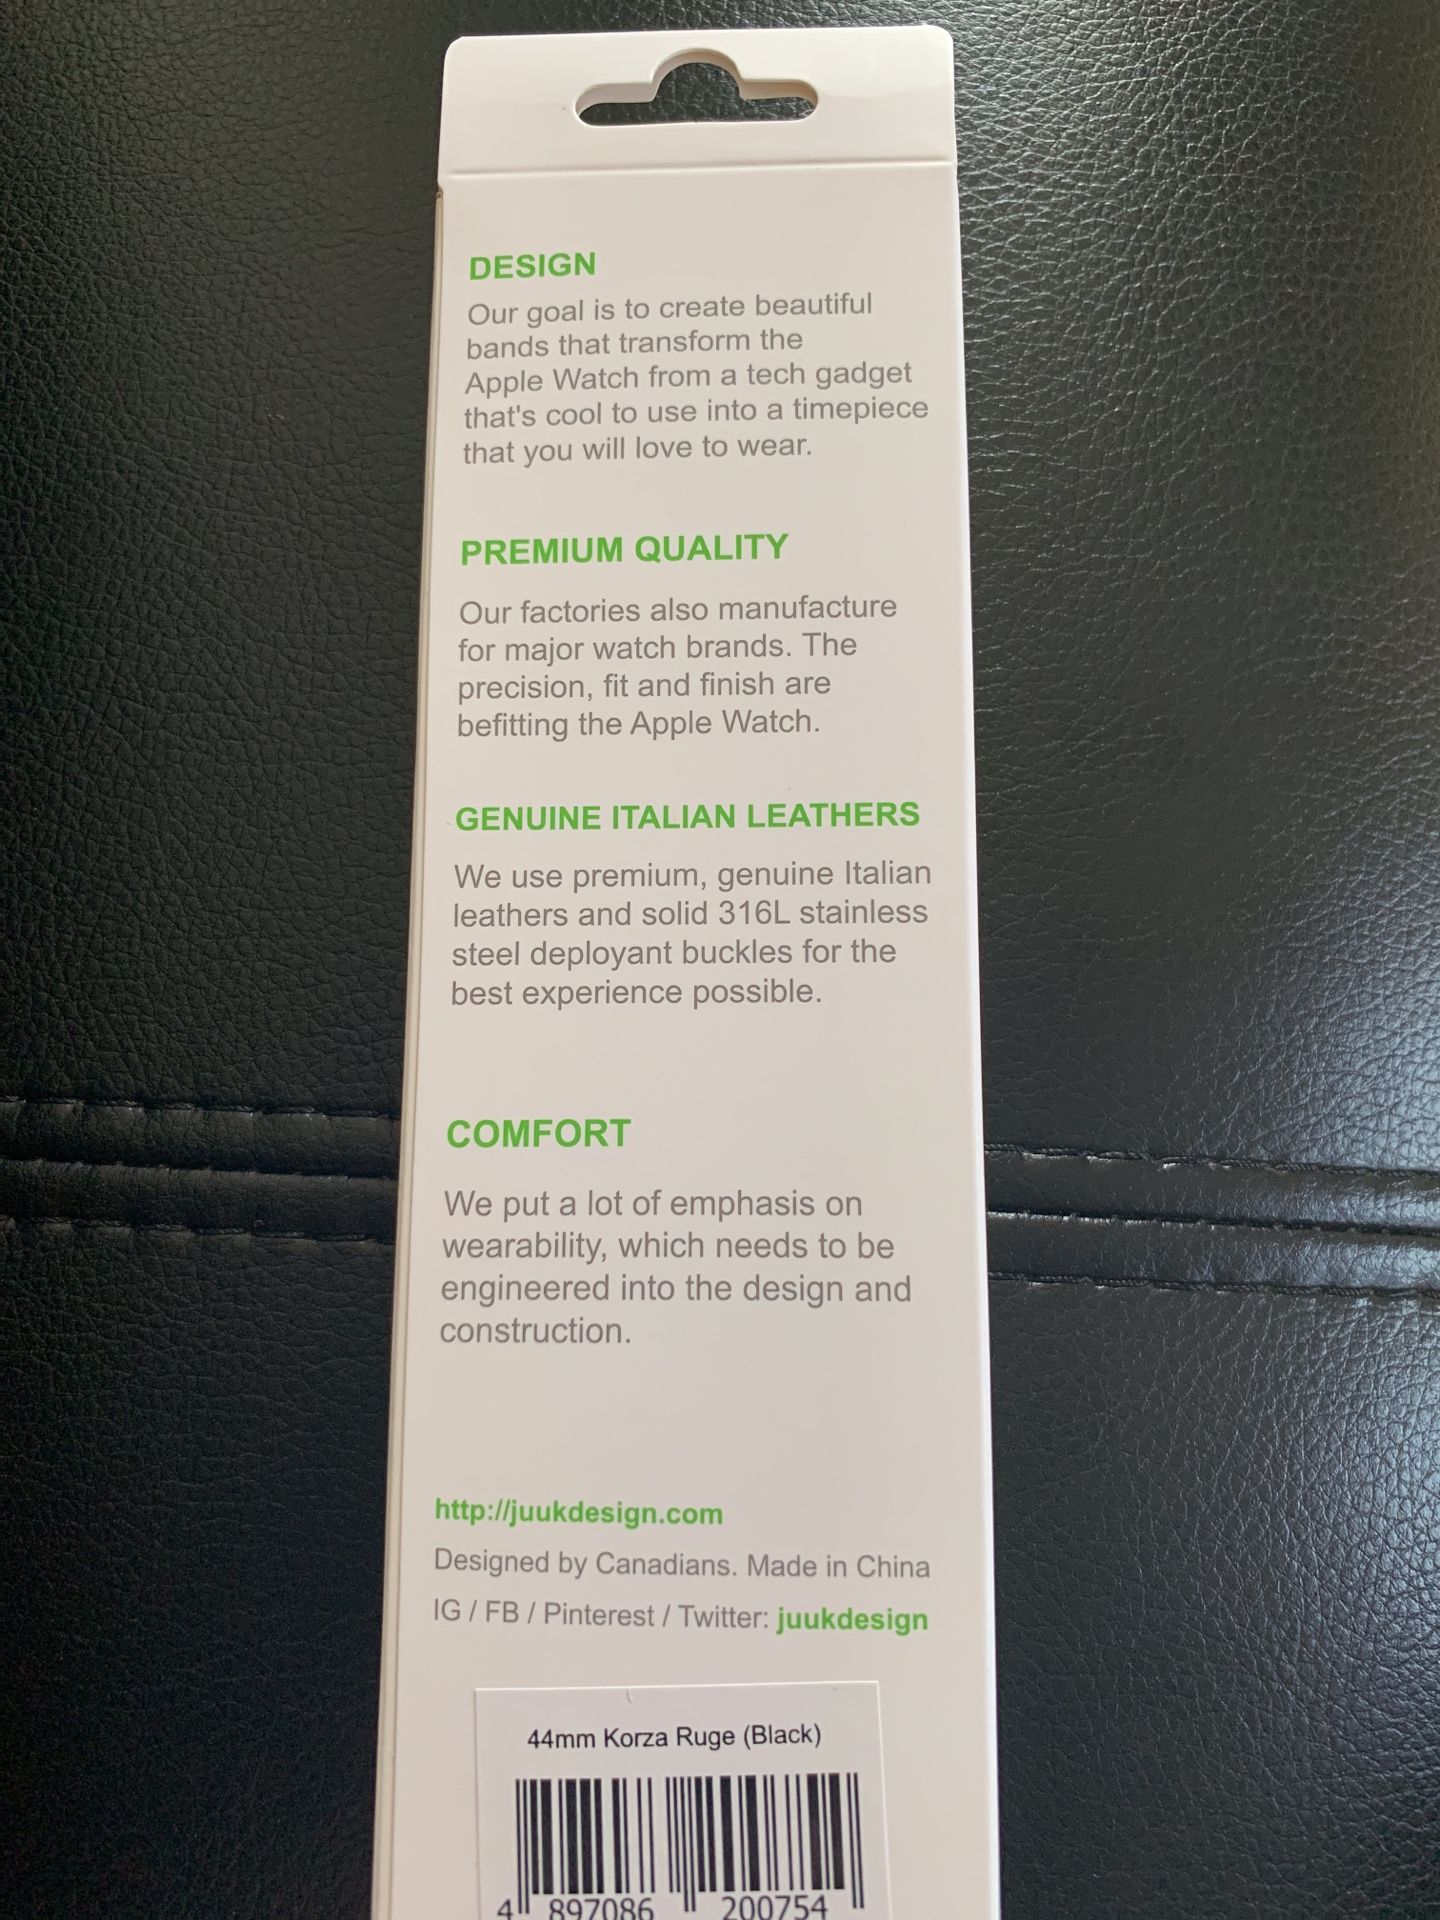 DESIGN
Our goal is to create beautiful
bands that transform the
Apple Watch from a tech gadget
that's cool to use into a timepiece
that you will love to wear.
PREMIUM QUALITY
Our factories also manufacture
for major watch brands. The
precision, fit and finish are
befitting the Apple Watch.
GENUINE ITALIAN LEATHERS
We use premium, genuine Italian
leathers and solid 316L stainless
steel deployant buckles for the
best experience possible.
COMFORT
We put a lot of emphasis on
wearability, which needs to be
engineered into the design and
construction.
http://juukdesign.com
Designed by Canadians. Made in China
IG / FB / Pinterest / Twitter: juukdesign
44mm Korza Ruge (Black)
4 897086 200754